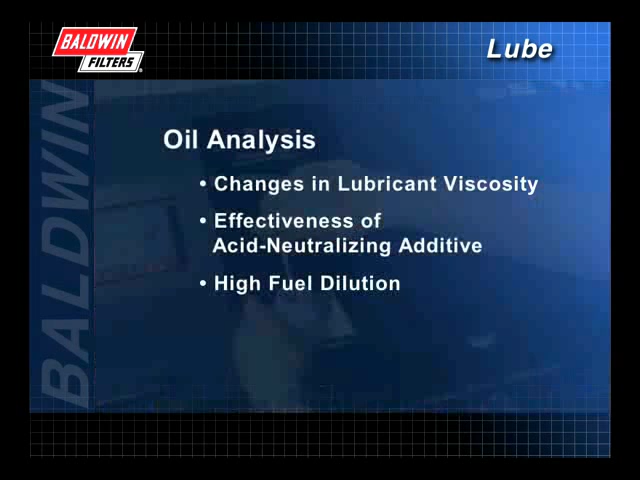 BALDWIN
FILTERS®
Lube
BALDWIN
Oil Analysis
• Changes in Lubricant Viscosity
• Effectiveness of
Acid-Neutralizing Additive
• High Fuel Dilution